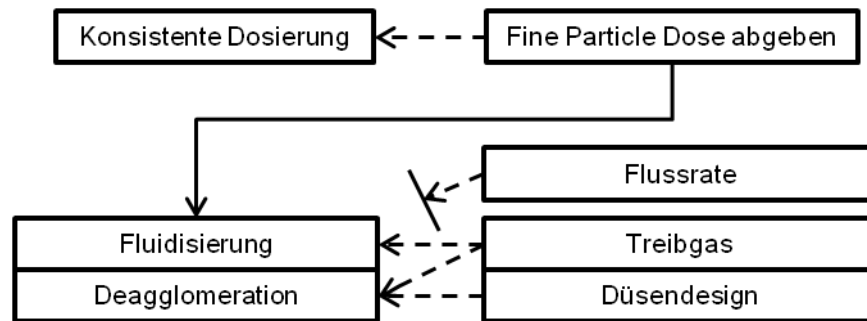 Konsistente Dosierung
Fine Particle Dose abgeben
Flussrate
Fluidisierung
Treibgas
Deagglomeration
Düsendesign